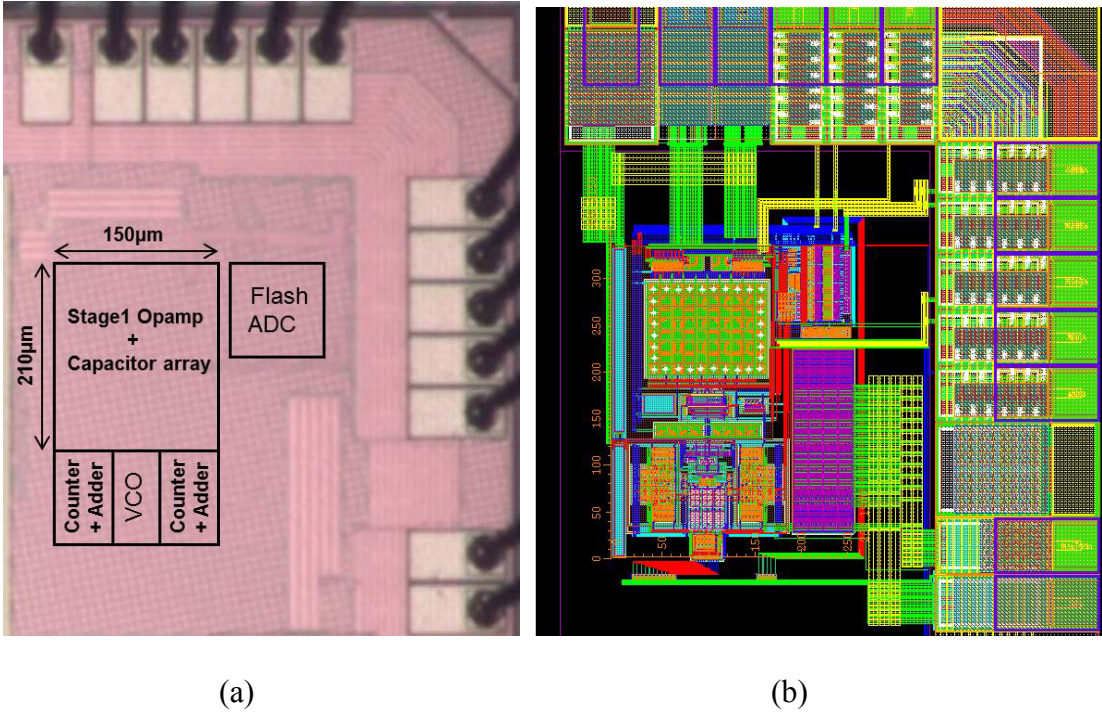 150µm
210µm
Stage1 Opamp
+
Capacitor array
Flash
ADC
Counter
+ Adder
VCO
Counter
+ Adder
300
250
200
150
100
50
0
50
150
200
250
(a)
(b)